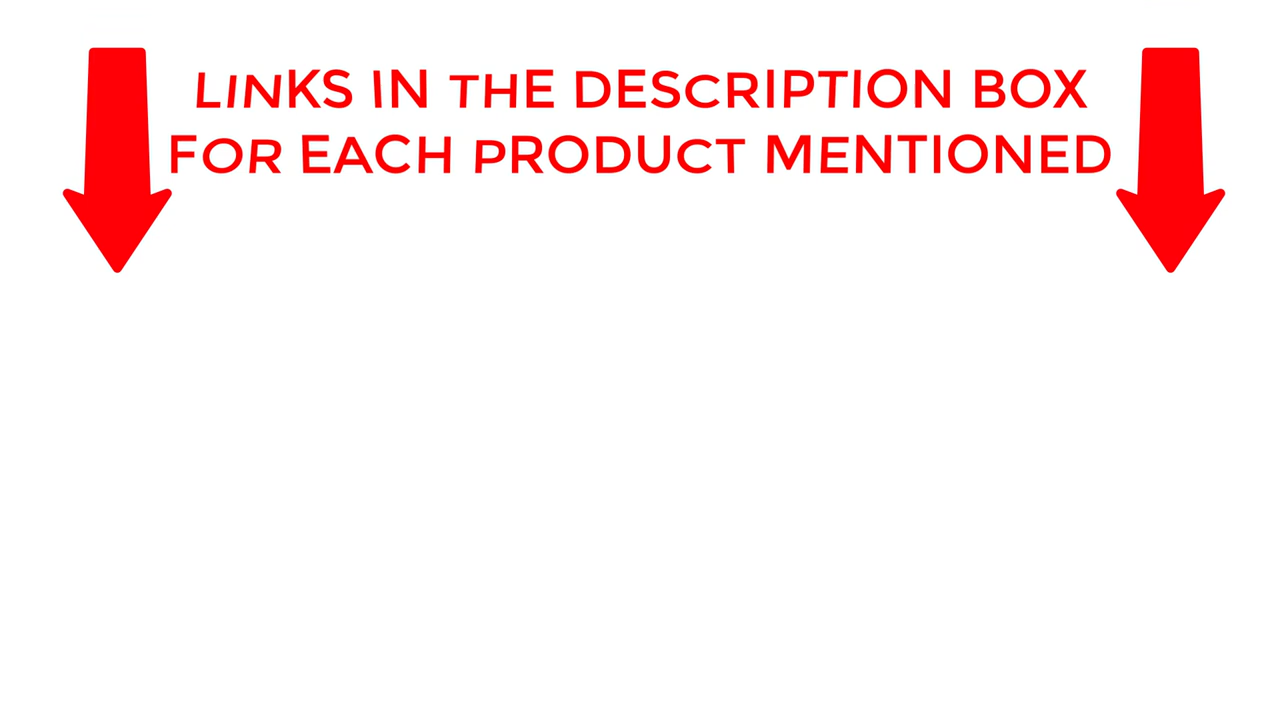 LINKS IN THE DESCRIPTION BOX
FOR EACH PRODUCT MENTIONED